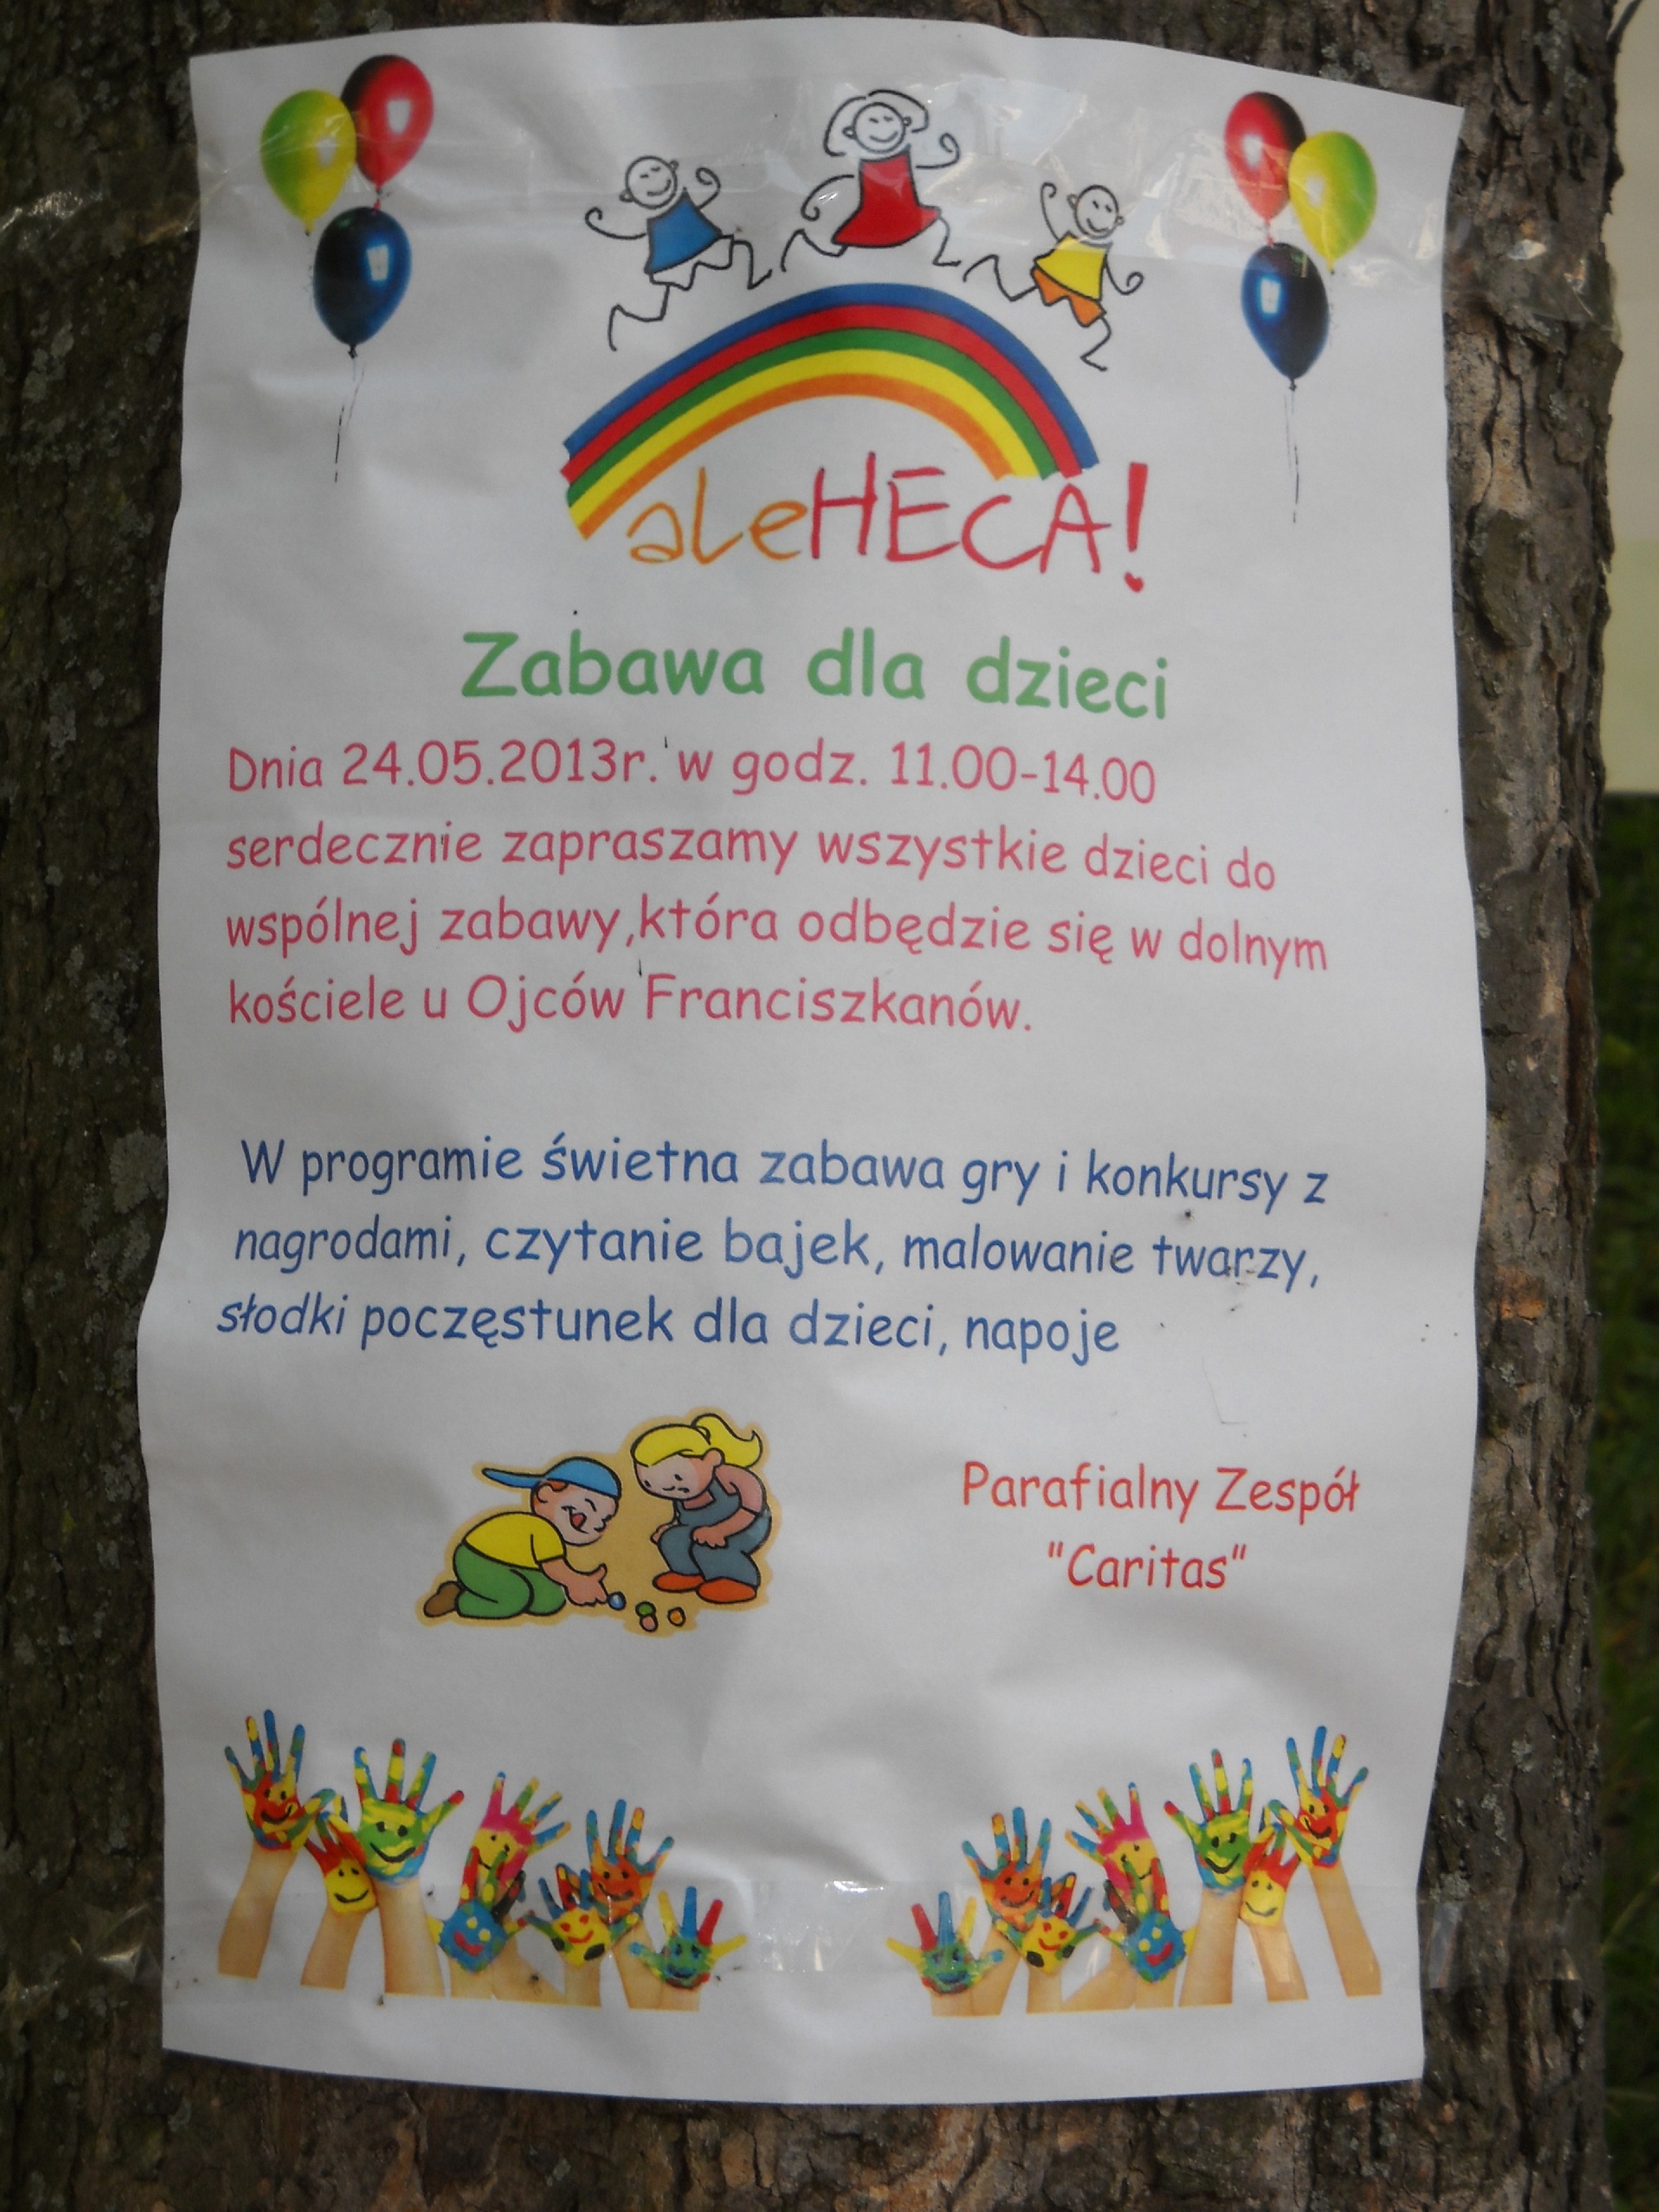 aleHECA!
Zabawa dla dzieci
Dnia 24.05.2013r. w godz. 11.00-14.00
serdecznie zapraszamy wszystkie dzieci do
wspólnej zabawy,która odbędzie się w dolnym
kościele u Ojców Franciszkanów.
W programie świetna zabawa gry i konkursy z
nagrodami, czytanie bajek, malowanie twarzy,
słodki poczęstunek dla dzieci, napoje
Parafialny Zespół
"Caritas"